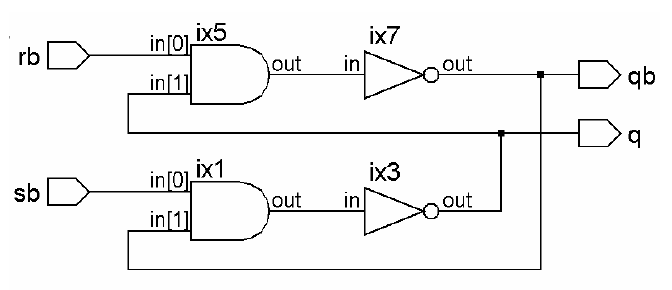 ix5 ix7
rb in[0] out in out qb
in[1]
q
ix1 ix3
sb in[0] out in out
in[1]